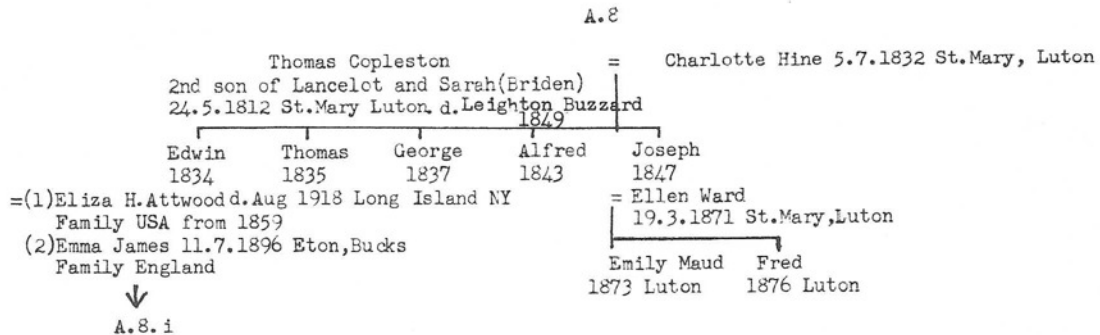 A.8
Thomas Copleston = Charlotte Hine 5.7.1832 St.Mary, Luton
2nd son of Lancelot and Sarah(Briden)
24.5.1812 St.Mary Luton. d.Leighton Buzzard
1849
Edwin Thomas George Alfred Joseph
1834 1835 1837 1843 1847
=(1)Eliza H.Attwood d.Aug 1918 Long Island NY = Ellen Ward
Family USA from 1859 19.3.1871 St.Mary,Luton
(2)Emma James 11.7.1896 Eton,Bucks
Family England Emily Maud Fred
1873 Luton 1876 Luton
A.8.i